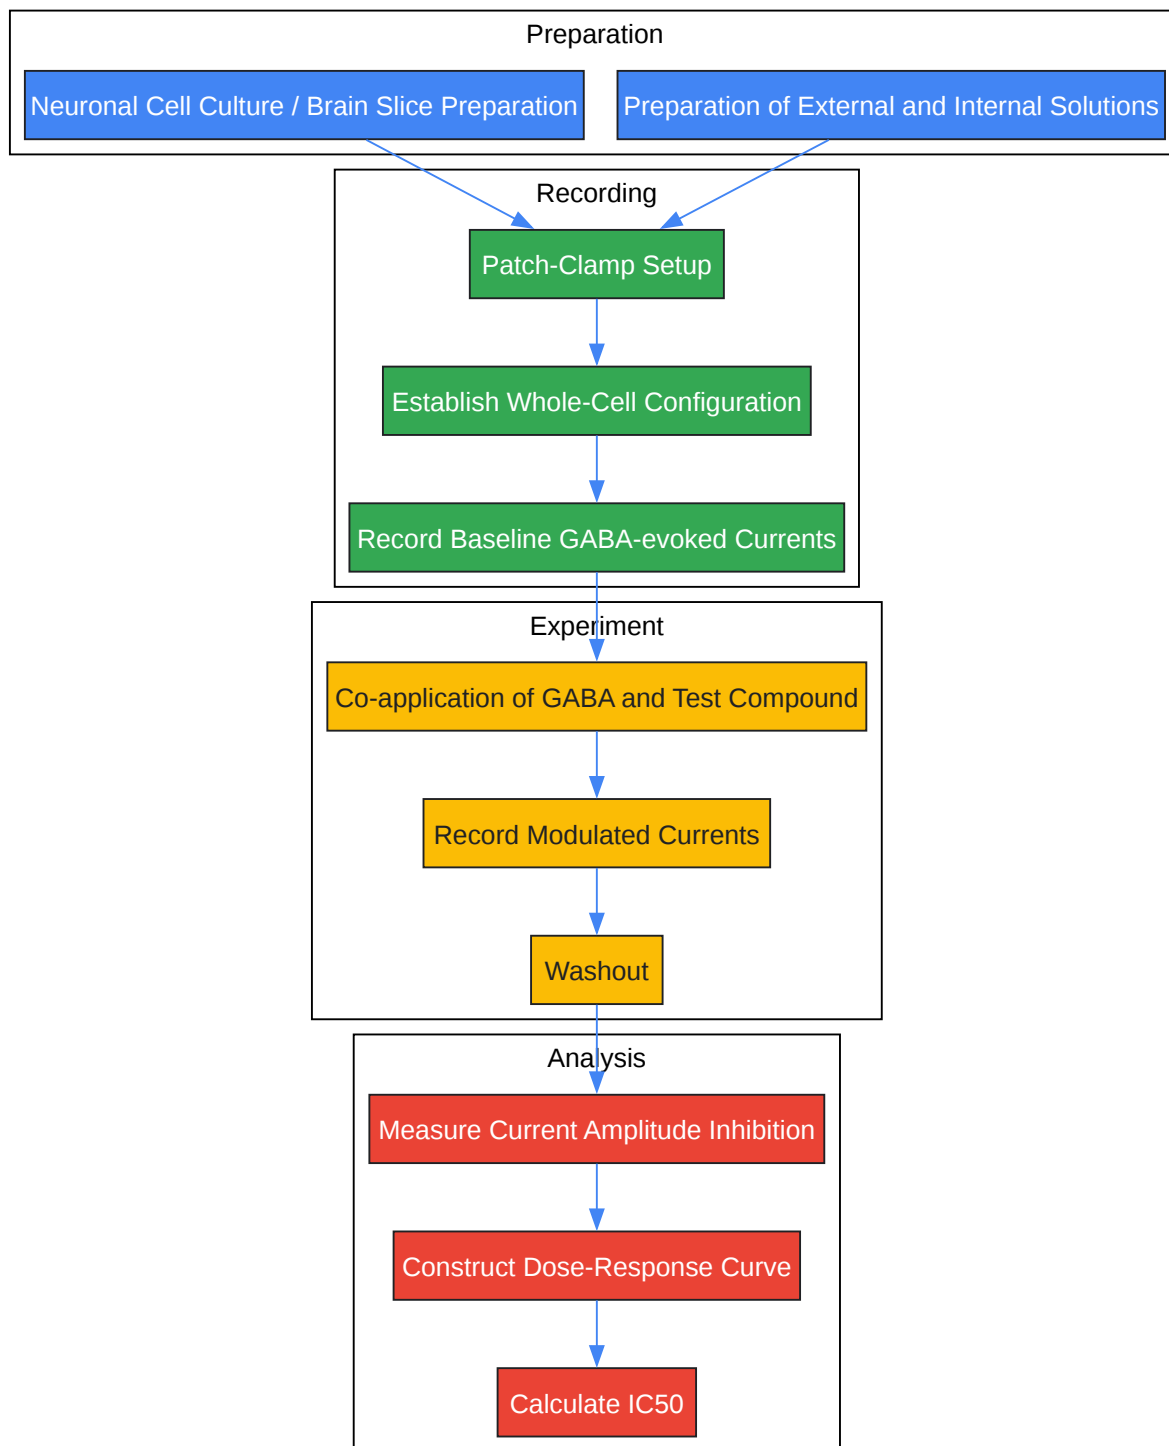 Preparation
Neuronal Cell Culture / Brain Slice Preparation
Preparation of External and Internal Solutions
Recording
Patch-Clamp Setup
Establish Whole-Cell Configuration
Record Baseline GABA-evoked Currents
Experiment
Co-application of GABA and Test Compound
Record Modulated Currents
Washout
Analysis
Measure Current Amplitude Inhibition
Construct Dose-Response Curve
Calculate IC50